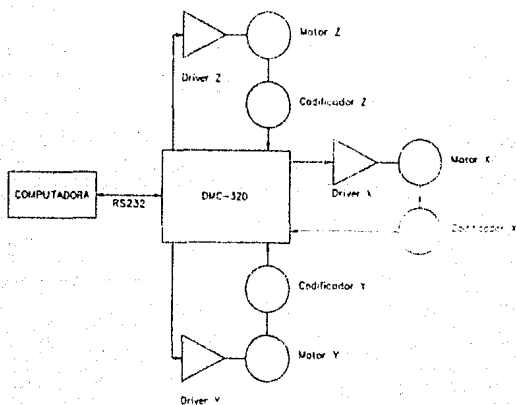 Motor Z
Driver Z
Codificador Z
COMPUTADORA
RS232
DMC-320
Driver X
Motor X
Codificador X
Codificador Y
Motor Y
Driver Y